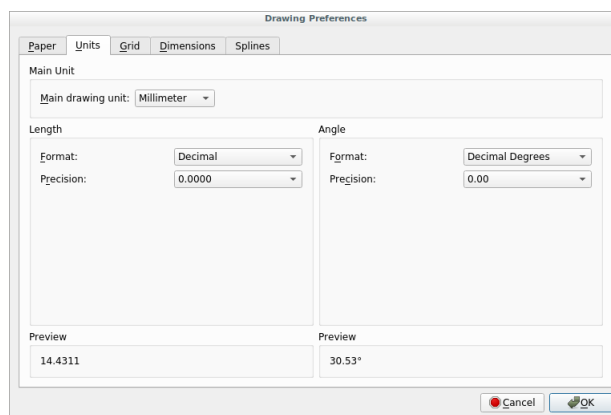 Drawing Preferences
Paper Units Grid Dimensions Splines
Main Unit
Main drawing unit: Millimeter
Length
Format: Decimal
Precision: 0.0000
Angle
Format: Decimal Degrees
Precision: 0.00
Preview
14.4311
Preview
30.53°
Cancel OK